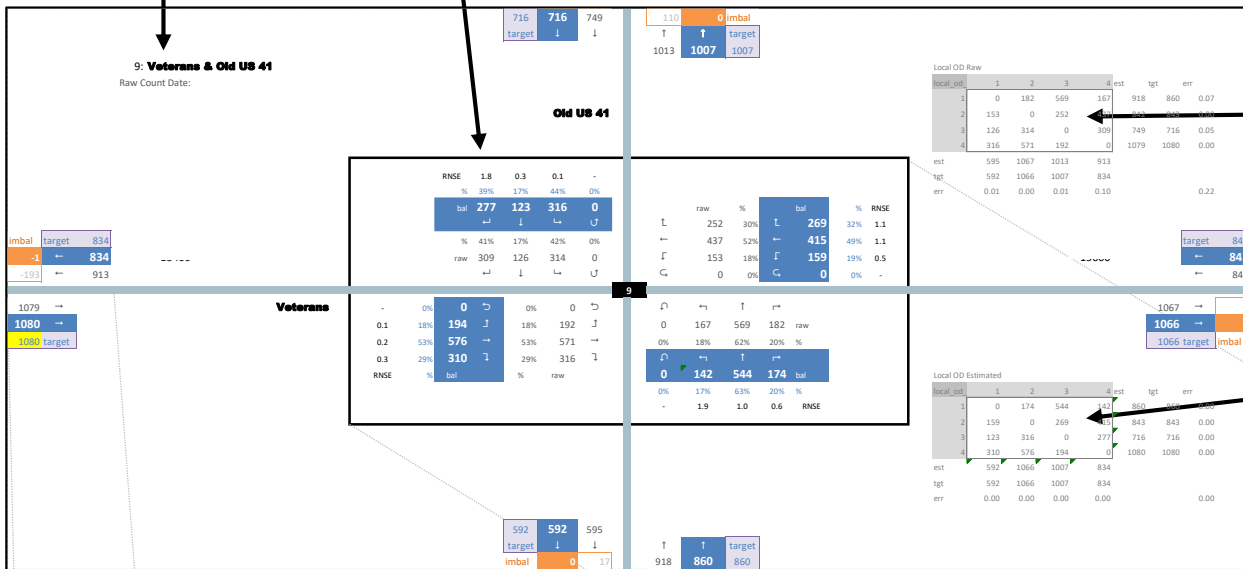 716 716 749
target ↓ ↓
110 0 imbal
↑ ↑ target
1013 1007 1007
9: Veterans & Old US 41
Raw Count Date:
Old US 41
Local OD Raw
local_od_ 1 2 3 4 est tgt err
1 0 182 569 167 918 860 0.07
2 153 0 252
3 126 314 0 309 749 716 0.05
4 316 571 192 0 1079 1080 0.00
est 595 1067 1013 913
tgt 592 1066 1007 834
err 0.01 0.00 0.01 0.10 0.22
RNSE 1.8 0.3 0.1 -
% 39% 17% 44% 0%
bal 277 123 316 0
↵ ↓ ↳ ↺
% 41% 17% 42% 0%
raw 309 126 314 0
↵ ↓ ↳ ↺
raw % bal % RNSE
252 30% 269 32% 1.1
← 437 52% ← 415 49% 1.1
153 18% 159 19% 0.5
0 0% 0 0% -
imbal target 834
-1 ← 834
-193 ← 913
target 84
← 84
← 84
9
Veterans
1079 →
1080 →
1080 target
- 0% 0 0% 0
0.1 18% 194 18% 192
0.2 53% 576 → 53% 571 →
0.3 29% 310 29% 316
RNSE % bal % raw
0 167 569 182 raw
0% 18% 62% 20% %
0 142 544 174 bal
0% 17% 63% 20% %
- 1.9 1.0 0.6 RNSE
1067 →
1066 →
1066 target imbal
Local OD Estimated
local_od_ 1 2 3 4 est tgt err
1 0 174 544 142 860 860 0.00
2 159 0 269 415 843 843 0.00
3 123 316 0 277 716 716 0.00
4 310 576 194 0 1080 1080 0.00
est 592 1066 1007 834
tgt 592 1066 1007 834
err 0.00 0.00 0.00 0.00 0.00
592 592 595
target ↓ ↓
imbal 0 17
↑ ↑ target
918 860 860